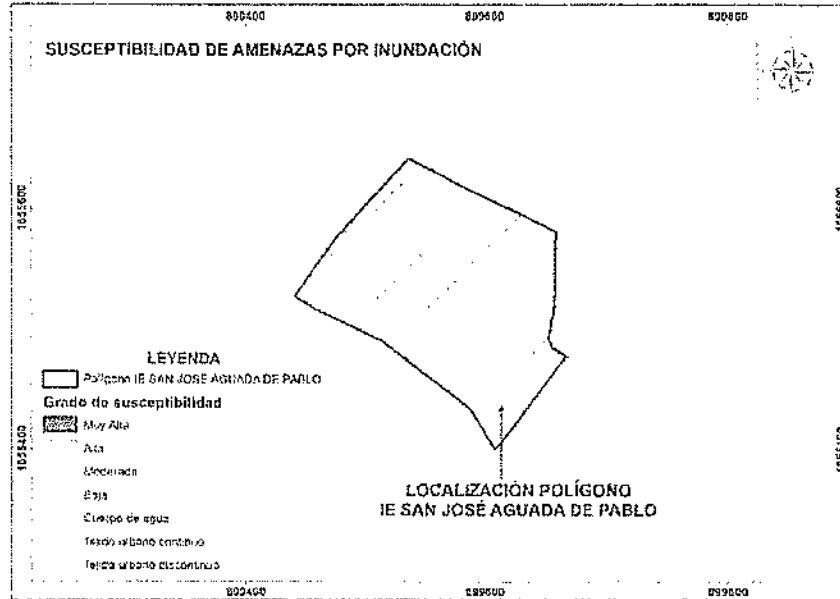 SUSCEPTIBILIDAD DE AMENAZAS POR INUNDACIÓN
LEYENDA
Polígono IE SAN JOSÉ AGUADA DE PABLO
Grado de susceptibilidad
Muy Alta
Alta
Moderada
Baja
Cuerpo de agua
Tejido urbano continuo
Tejido urbano discontinuo
LOCALIZACIÓN POLÍGONO
IE SAN JOSÉ AGUADA DE PABLO